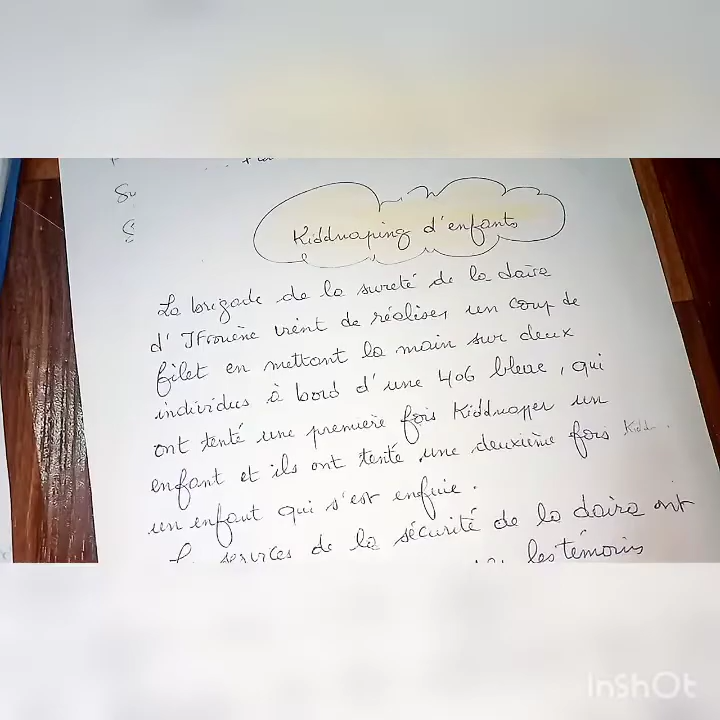 Su
Kiddnaping d'enfants
La brigade de la sureté de la daira
d'IFrouène vient de réaliser un coup de
filet en mettant la main sur deux
individus à bord d'une 406 bleue, qui
ont tenté une première fois Kiddnapper un
enfant et ils ont tenté une deuxième fois Kidd.
un enfant qui s'est enfuie.
services de la sécurité de la daira ont
les témoins
InShOt